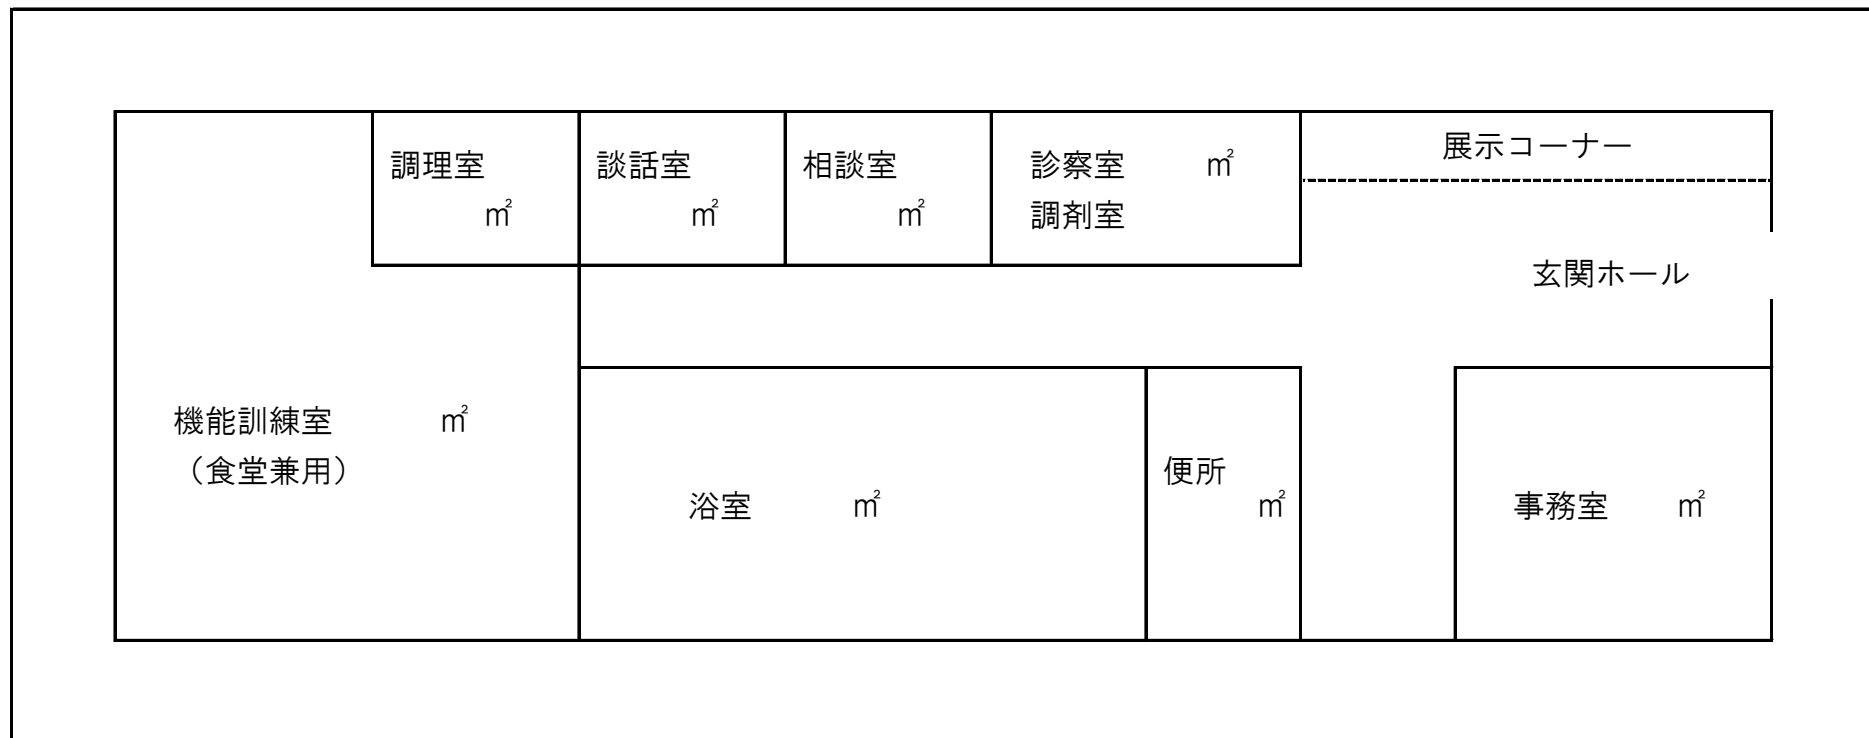 調理室
㎡
談話室
㎡
相談室
㎡
診察室 ㎡
調剤室
展示コーナー
玄関ホール
機能訓練室 ㎡
（食堂兼用）
浴室 ㎡
便所
㎡
事務室 ㎡